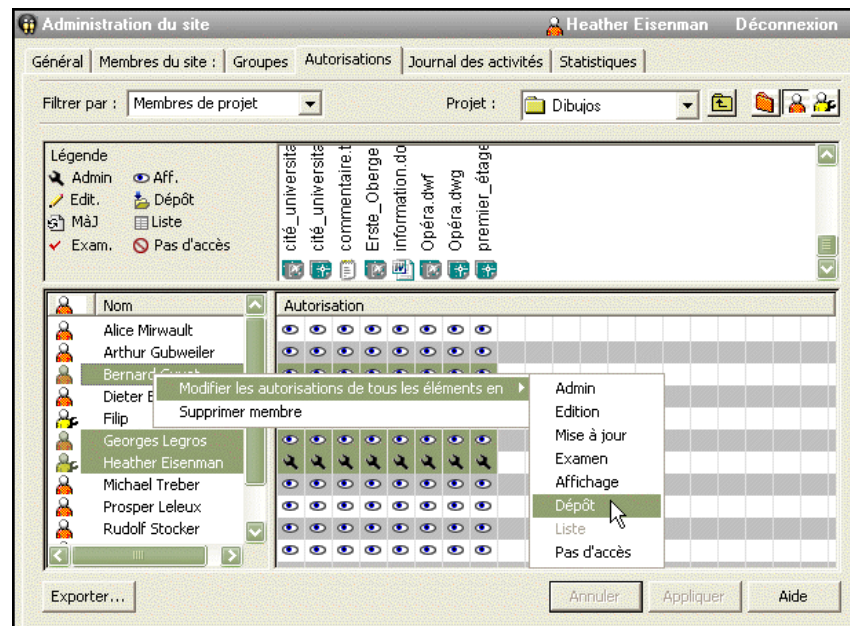 Administration du site
Heather Eisenman Déconnexion
Général Membres du site : Groupes Autorisations Journal des activités Statistiques
Filtrer par : Membres de projet Projet : Dibujos
Légende
Admin Aff.
Edit. Dépôt
MàJ Liste
Exam. Pas d'accès
cité_universita
cité_universita
commentaire.t
Erste_Oberge
information.do
Opéra.dwf
Opéra.dwg
premier_étage
Nom Autorisation
Alice Mirwault
Arthur Gubweiler
Bernard
Modifier les autorisations de tous les éléments en
Supprimer membre
Dieter
Filip
Georges Legros
Heather Eisenman
Michael Treber
Prosper Leleux
Rudolf Stocker
Admin
Edition
Mise à jour
Examen
Affichage
Dépôt
Liste
Pas d'accès
Exporter... Annuler Appliquer Aide